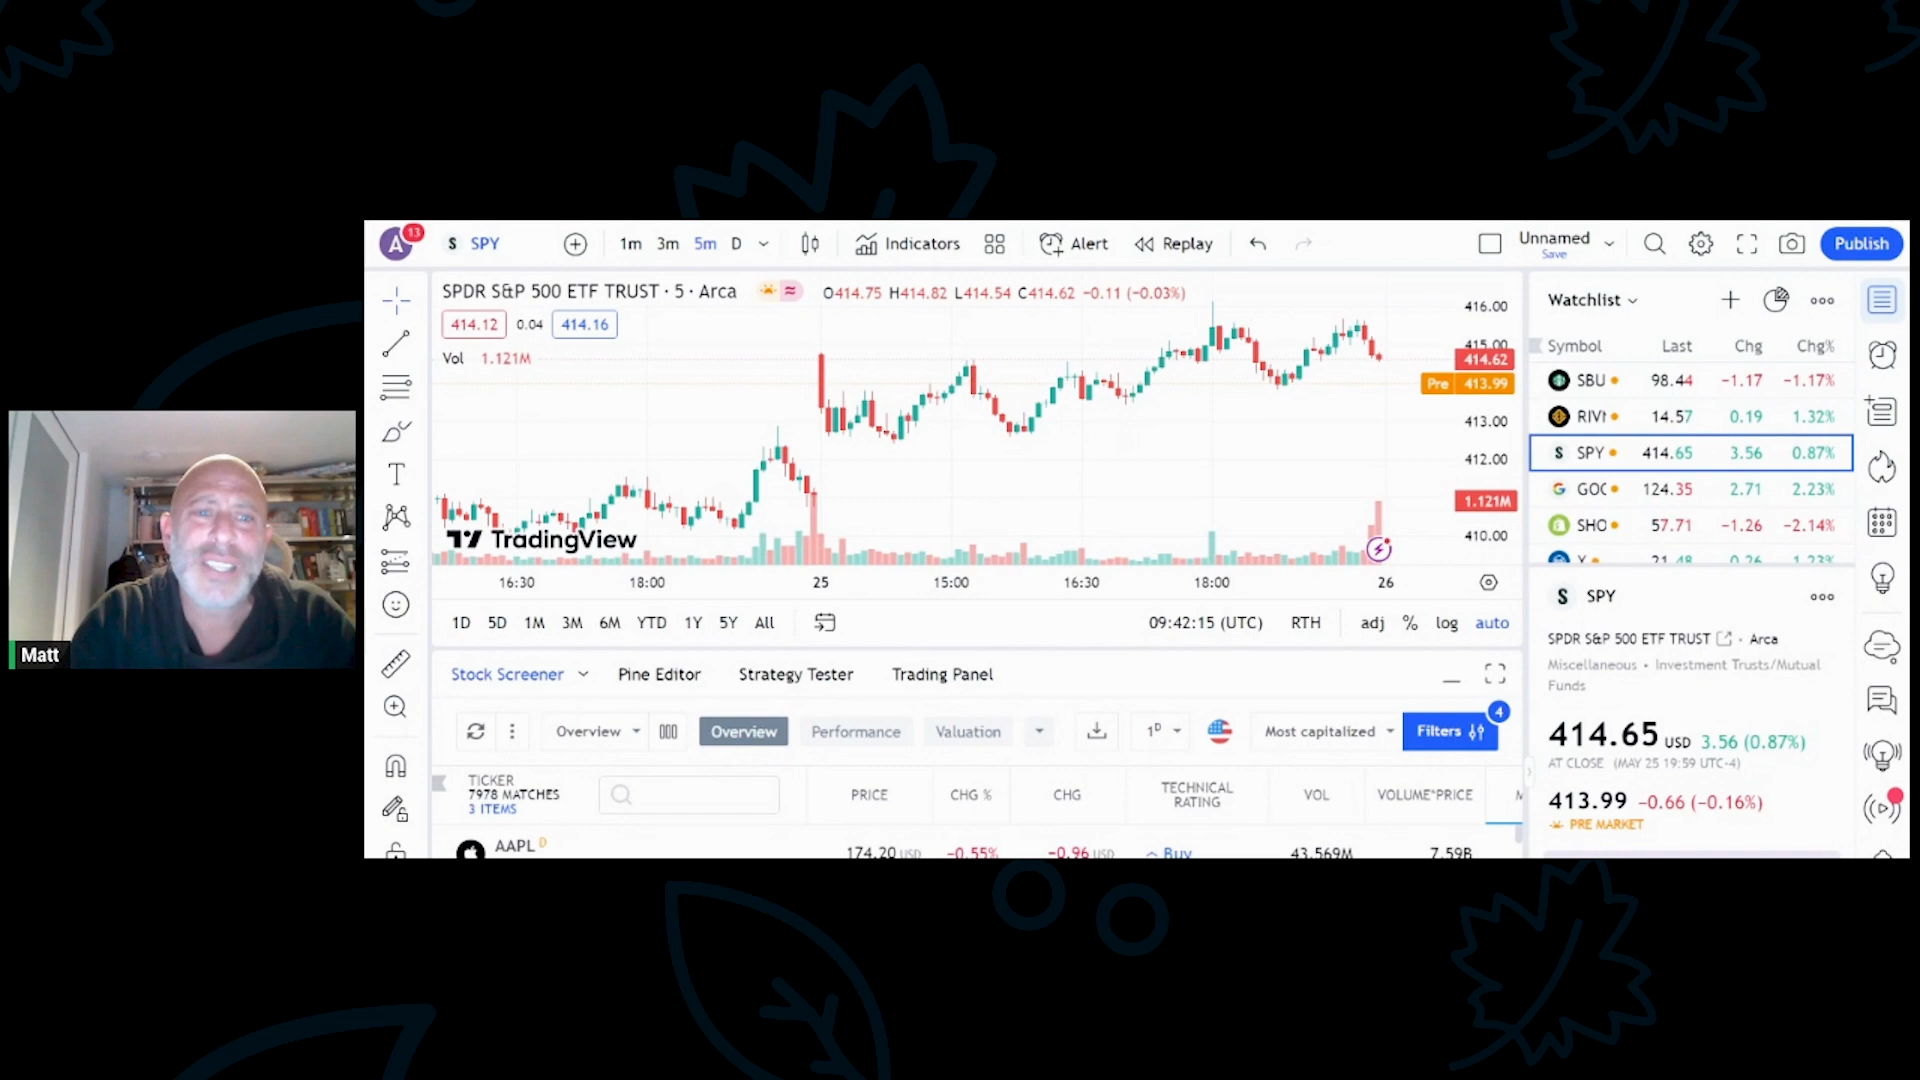 A 13 S SPY 1m 3m 5m D Indicators Alert Replay Unnamed Save Publish
SPDR S&P 500 ETF TRUST · 5 · Arca O414.75 H414.82 L414.54 C414.62 −0.11 (−0.03%)
414.12 0.04 414.16
Vol 1.121M
416.00
415.00
414.62
Pre 413.99
413.00
412.00
1.121M
410.00
TradingView
16:30 18:00 25 15:00 16:30 18:00 26
1D 5D 1M 3M 6M YTD 1Y 5Y All 09:42:15 (UTC) RTH adj % log auto
Stock Screener Pine Editor Strategy Tester Trading Panel
Overview Overview Performance Valuation 1D Most capitalized Filters 4
TICKER
7978 MATCHES
3 ITEMS
PRICE CHG % CHG TECHNICAL RATING VOL VOLUME*PRICE
AAPL D 174.20 USD −0.55% −0.96 USD Buy 43.569M 7.59B
Watchlist
Symbol Last Chg Chg%
SBU 98.44 −1.17 −1.17%
RIV 14.57 0.19 1.32%
S SPY 414.65 3.56 0.87%
GOO 124.35 2.71 2.23%
SHO 57.71 −1.26 −2.14%
S SPY
SPDR S&P 500 ETF TRUST · Arca
Miscellaneous • Investment Trusts/Mutual
Funds
414.65 USD 3.56 (0.87%)
AT CLOSE (MAY 25 19:59 UTC-4)
413.99 −0.66 (−0.16%)
PRE MARKET
Matt